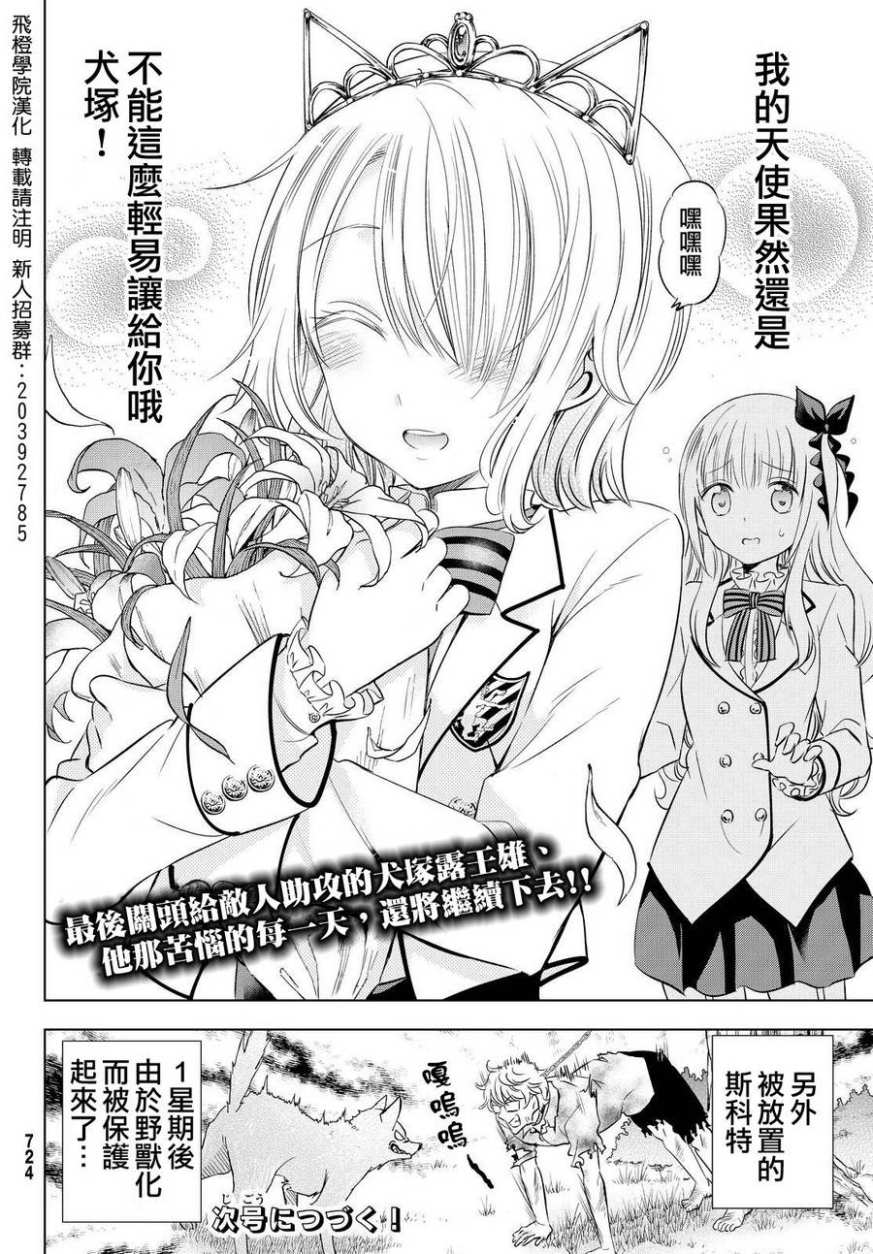 我的天使果然還是
嘿嘿嘿
不能這麼輕易讓給你哦
犬塚！
飛橙學院漢化 轉載請注明 新人招募群：20392785
最後關頭給敵人助攻的犬塚露王雄、
他那苦惱的每一天，還將繼續下去!!
另外
被放置的
斯科特
嘎嗚嗚
1星期後
由於野獸化
而被保護
起來了…
じごう
次号につづく！
724